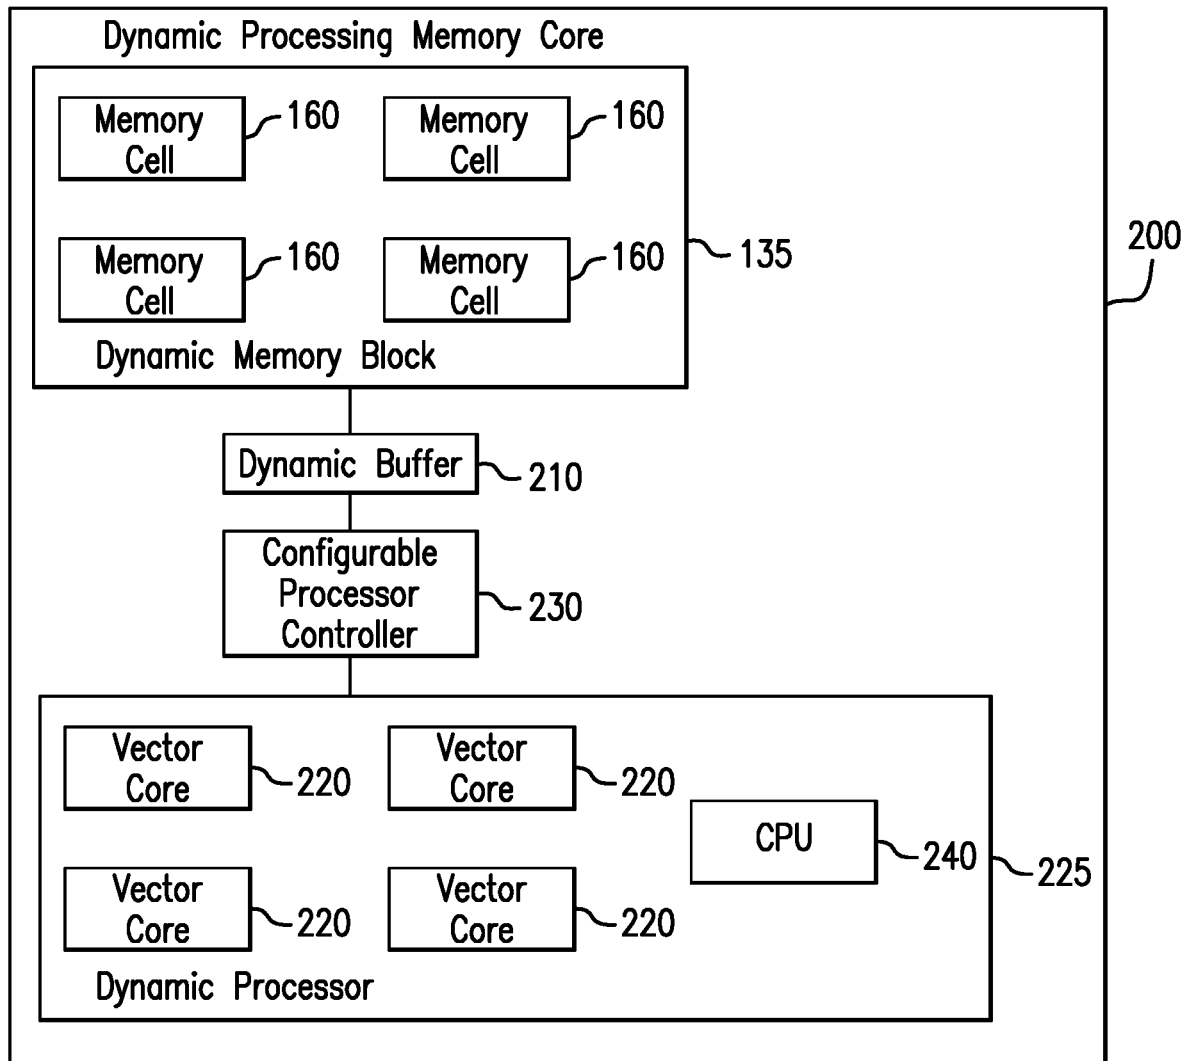 Dynamic Processing Memory Core
Memory
Cell
160
Memory
Cell
160
Memory
Cell
160
Memory
Cell
160
135
200
Dynamic Memory Block
Dynamic Buffer
210
Configurable
Processor
Controller
230
Vector
Core
220
Vector
Core
220
CPU
240
225
Vector
Core
220
Vector
Core
220
Dynamic Processor